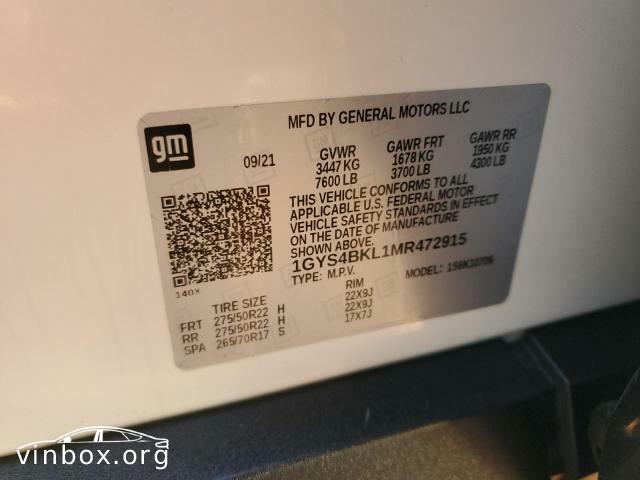 MFD BY GENERAL MOTORS LLC
gm
09/21
GVWR GAWR FRT GAWR RR
3447 KG 1678 KG 1950 KG
7600 LB 3700 LB 4300 LB
THIS VEHICLE CONFORMS TO ALL
APPLICABLE U.S. FEDERAL MOTOR
VEHICLE SAFETY STANDARDS IN EFFECT
ON THE DATE OF MANUFACTURE
SHOWN ABOVE.
1GYS4BKL1MR472915
TYPE: M.P.V. MODEL: 1S6K10706
140X
TIRE SIZE RIM
FRT 275/50R22 H 22X9J
RR 275/50R22 H 22X9J
SPA 265/70R17 S 17X7J
vinbox.org